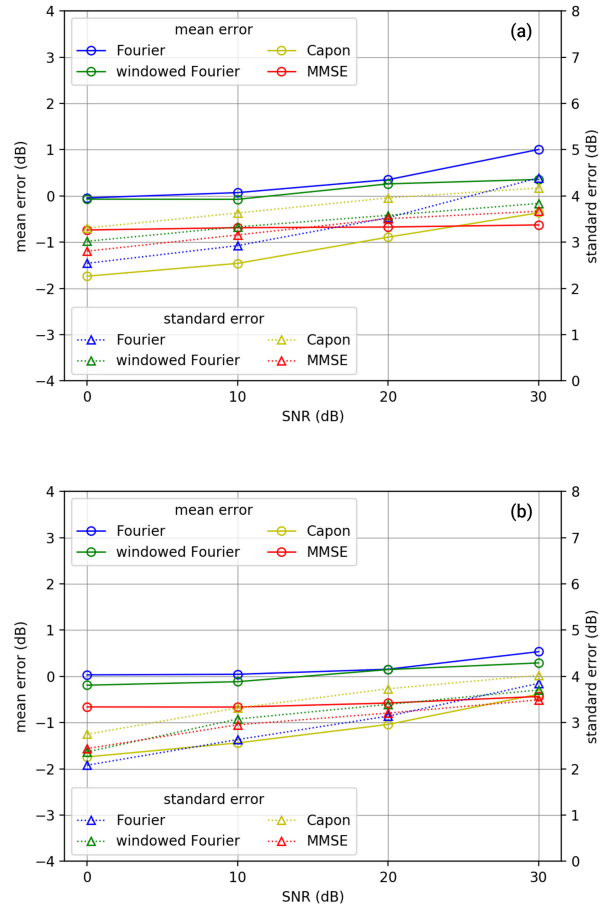 (a)
mean error
Fourier
windowed Fourier
Capon
MMSE
standard error
Fourier
windowed Fourier
Capon
MMSE
4
3
2
1
0
−1
−2
−3
−4
mean error (dB)
8
7
6
5
4
3
2
1
0
standard error (dB)
0 10 20 30
SNR (dB)
(b)
mean error
Fourier
windowed Fourier
Capon
MMSE
standard error
Fourier
windowed Fourier
Capon
MMSE
4
3
2
1
0
−1
−2
−3
−4
mean error (dB)
8
7
6
5
4
3
2
1
0
standard error (dB)
0 10 20 30
SNR (dB)